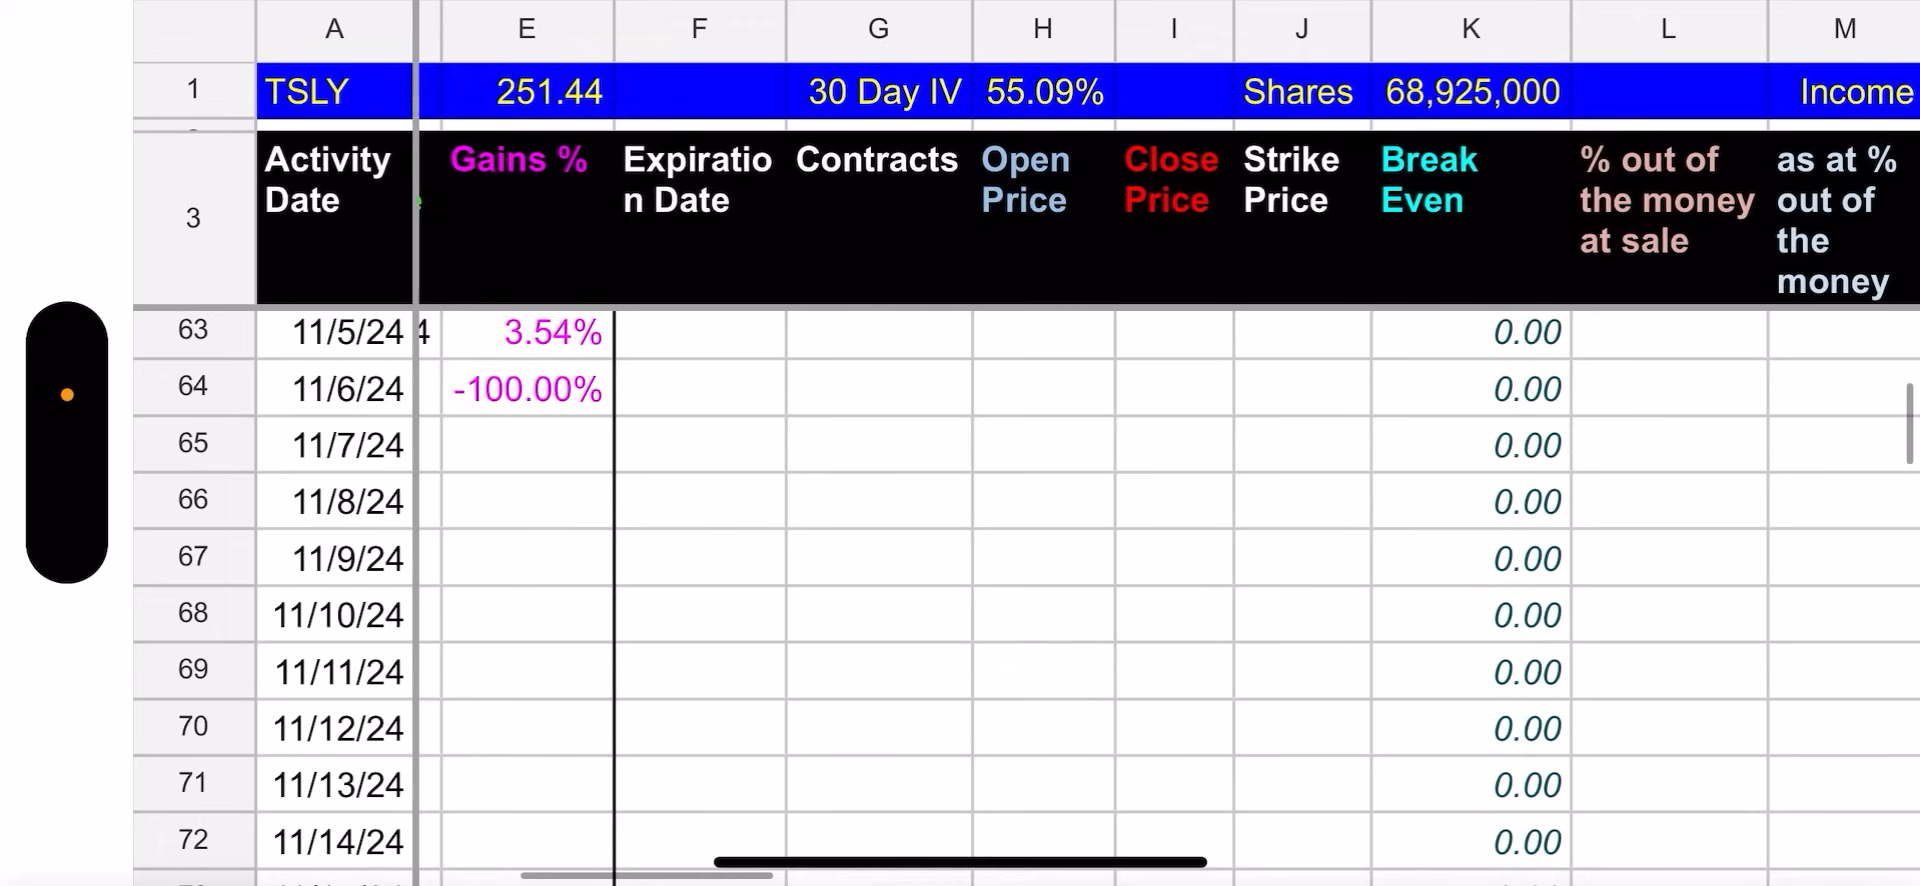 A E F G H I J K L M
1 TSLY 251.44 30 Day IV 55.09% Shares 68,925,000 Income
3 Activity Gains % Expiratio Contracts Open Close Strike Break % out of as at %
Date n Date Price Price Price Even the money out of
at sale the
money
63 11/5/24 4 3.54% 0.00
64 11/6/24 -100.00% 0.00
65 11/7/24 0.00
66 11/8/24 0.00
67 11/9/24 0.00
68 11/10/24 0.00
69 11/11/24 0.00
70 11/12/24 0.00
71 11/13/24 0.00
72 11/14/24 0.00